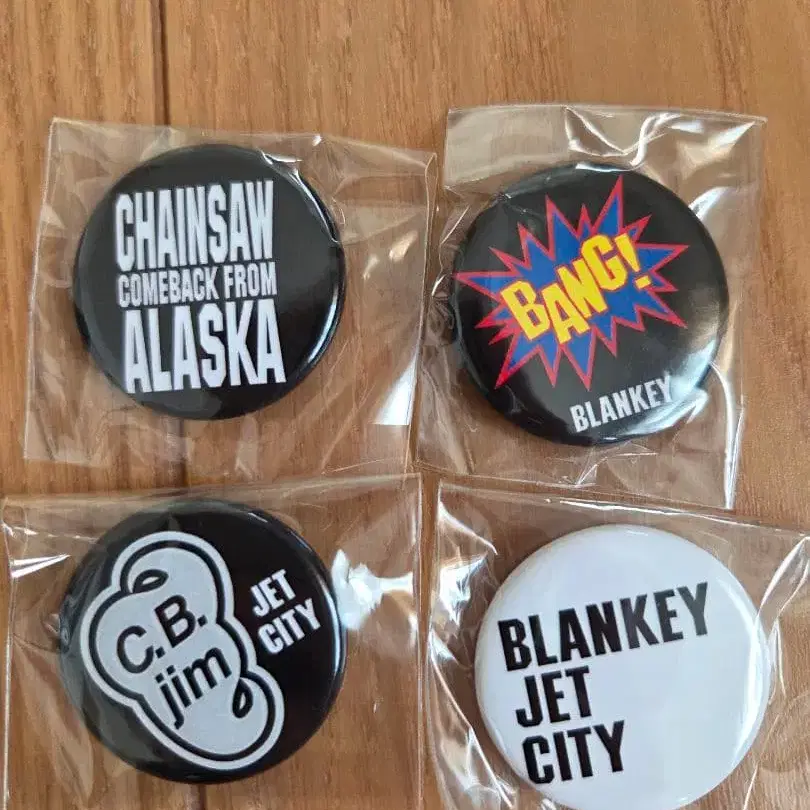 CHAINSAW
COMEBACK FROM
ALASKA
BANG!
BLANKEY
C.B.
jim
JET
CITY
BLANKEY
JET
CITY